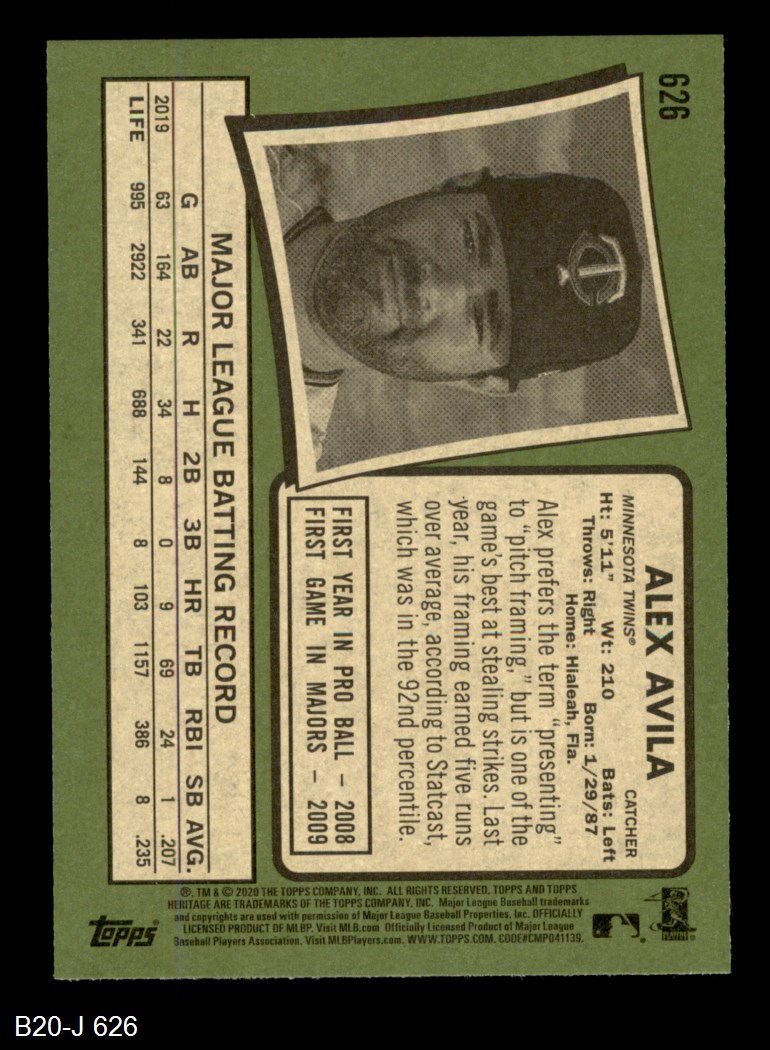 626
ALEX AVILA
MINNESOTA TWINS® CATCHER
Ht: 5'11" Wt: 210 Bats: Left
Throws: Right Born: 1/29/87
Home: Hialeah, Fla.
Alex prefers the term "presenting"
to "pitch framing," but is one of the
game's best at stealing strikes. Last
year, his framing earned five runs
over average, according to Statcast,
which was in the 92nd percentile.
FIRST YEAR IN PRO BALL – 2008
FIRST GAME IN MAJORS – 2009
MAJOR LEAGUE BATTING RECORD
G AB R H 2B 3B HR TB RBI SB AVG.
2019 63 164 22 34 8 0 9 69 24 1 .207
LIFE 995 2922 341 688 144 8 103 1157 386 8 .235
®, TM & © 2020 THE TOPPS COMPANY, INC. ALL RIGHTS RESERVED. TOPPS AND TOPPS
HERITAGE ARE TRADEMARKS OF THE TOPPS COMPANY, INC. Major League Baseball trademarks
and copyrights are used with permission of Major League Baseball Properties, Inc. OFFICIALLY
LICENSED PRODUCT OF MLBP. Visit MLB.com Officially Licensed Product of Major League
Baseball Players Association. Visit MLBPlayers.com. WWW.TOPPS.COM. CODE#CMP041139.
topps®
B20-J 626